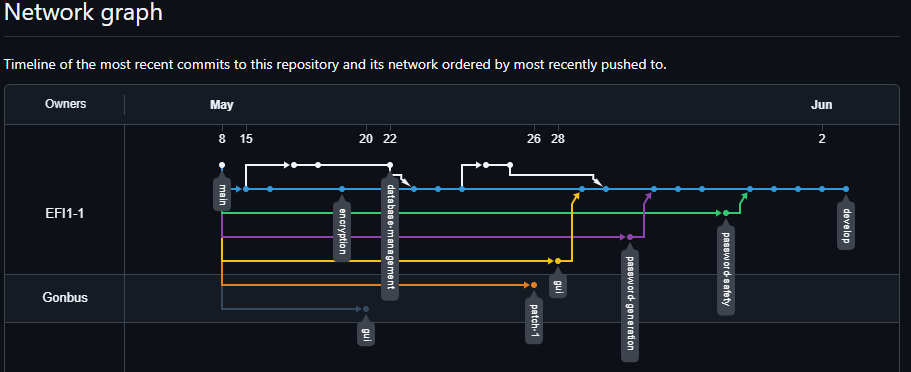 Network graph
Timeline of the most recent commits to this repository and its network ordered by most recently pushed to.
Owners May Jun
8 15 20 22 26 28 2
EFI1-1
main
encryption
database-management
gui
password-generation
password-safety
develop
Gonbus
gui
patch-1